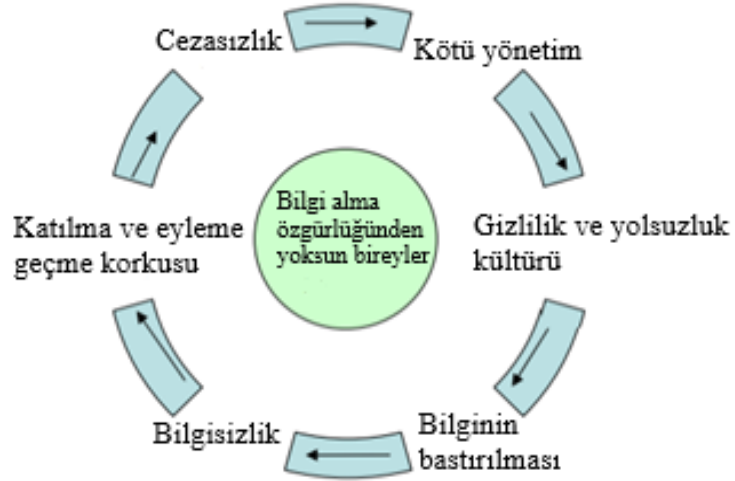 Cezasızlık
Kötü yönetim
Bilgi alma
özgürlüğünden
yoksun bireyler
Katılma ve eyleme
geçme korkusu
Gizlilik ve yolsuzluk
kültürü
Bilgisizlik
Bilginin
bastırılması